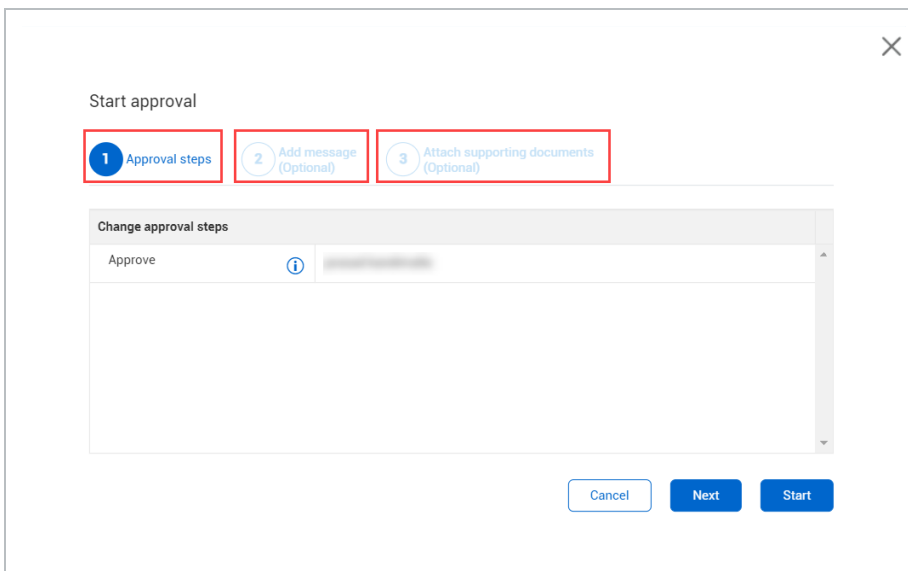 Start approval
1 Approval steps
2 Add message
(Optional)
3 Attach supporting documents
(Optional)
Change approval steps
Approve
Cancel
Next
Start